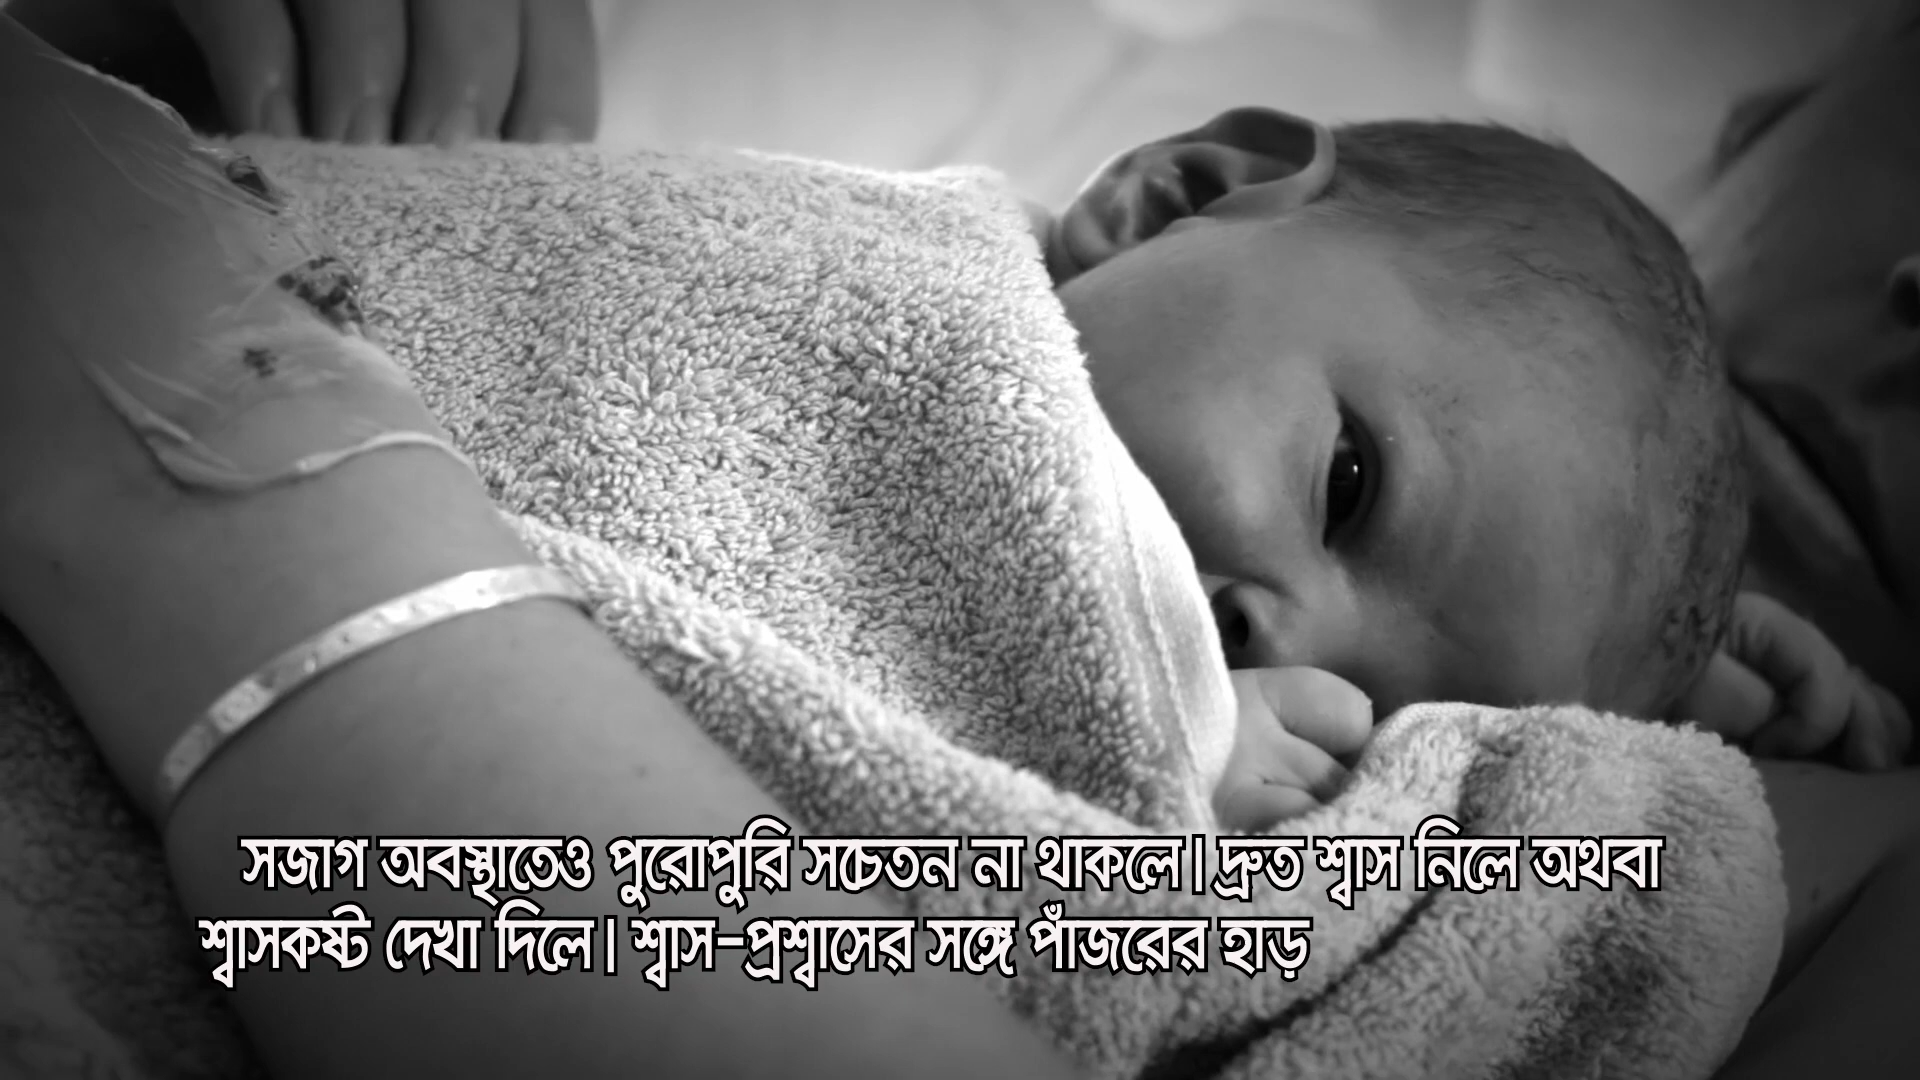 সজাগ অবস্থাতেও পুরোপুরি সচেতন না থাকলে। দ্রুত শ্বাস নিলে অথবা
শ্বাসকষ্ট দেখা দিলে। শ্বাস-প্রশ্বাসের সঙ্গে পাঁজরের হাড়